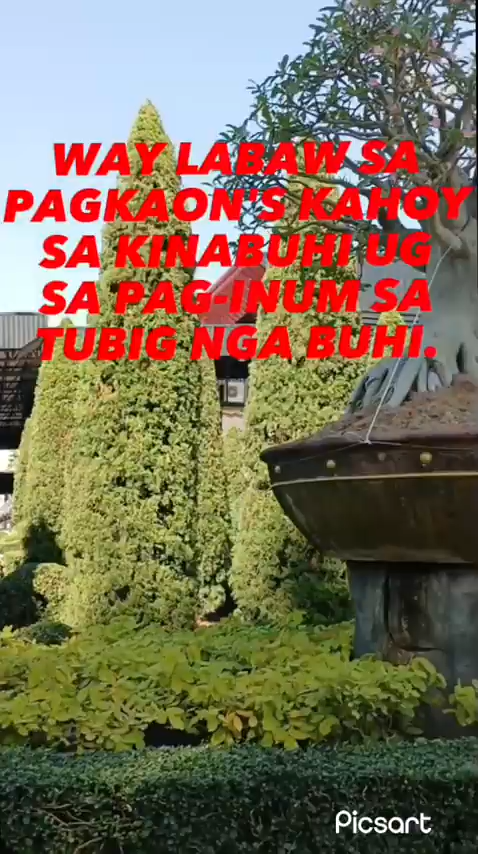 WAY LABAW SA
PAGKAON'S KAHOY
SA KINABUHI UG
SA PAG-INUM SA
TUBIG NGA BUHI.
Picsart